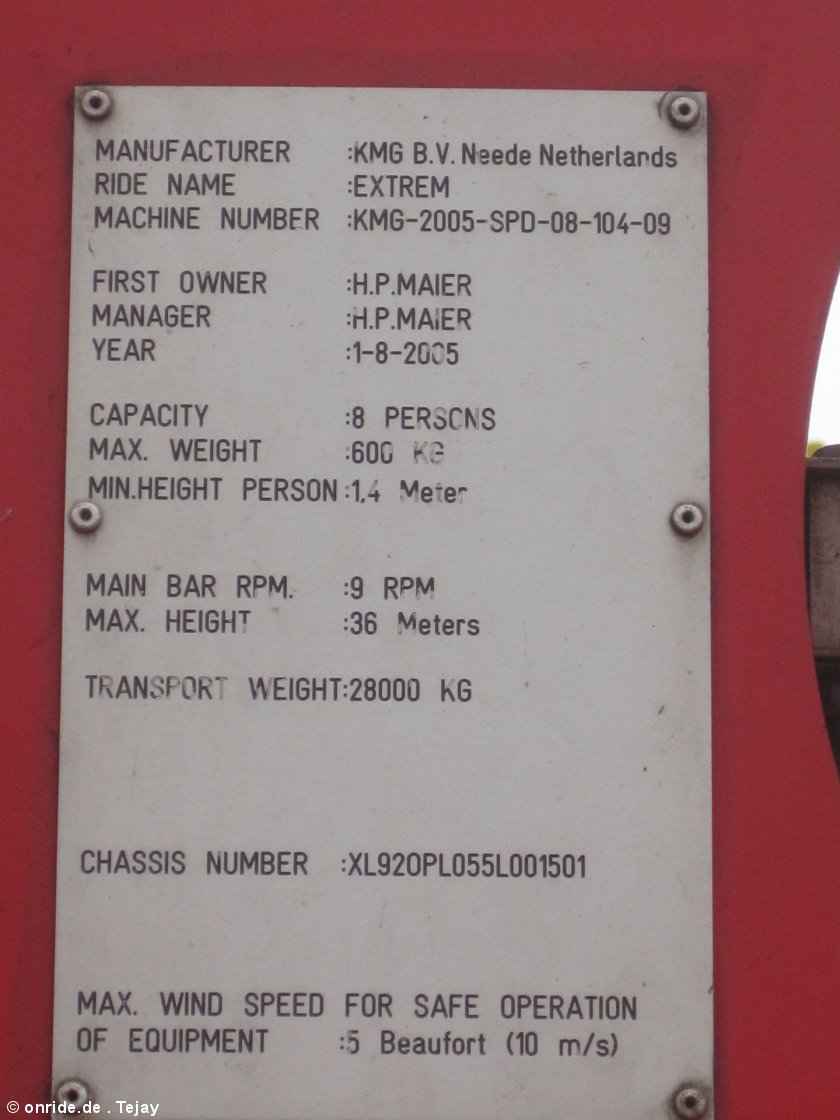 MANUFACTURER :KMG B.V. Neede Netherlands
RIDE NAME :EXTREM
MACHINE NUMBER :KMG-2005-SPD-08-104-09
FIRST OWNER :H.P.MAIER
MANAGER :H.P.MAIER
YEAR :1-8-2005
CAPACITY :8 PERSONS
MAX. WEIGHT :600 KG
MIN.HEIGHT PERSON :1,4 Meter
MAIN BAR RPM. :9 RPM
MAX. HEIGHT :36 Meters
TRANSPORT WEIGHT:28000 KG
CHASSIS NUMBER :XL920PL055L001501
MAX. WIND SPEED FOR SAFE OPERATION
OF EQUIPMENT :5 Beaufort (10 m/s)
© onride.de . Tejay